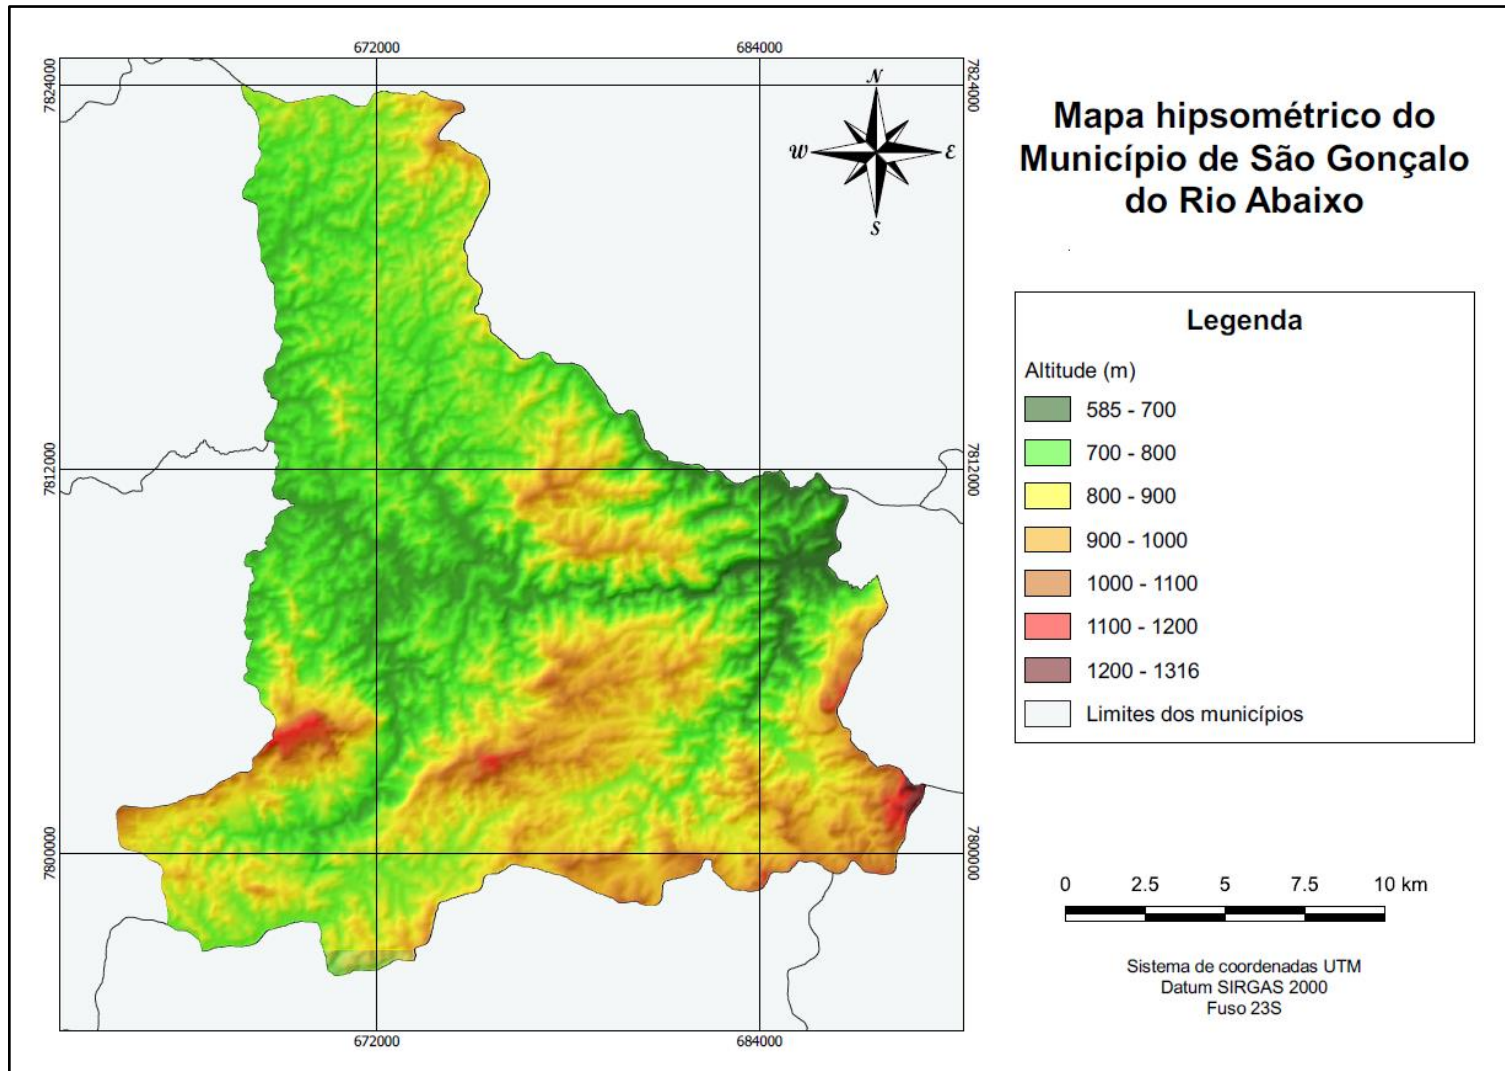 Mapa hipsométrico do
Município de São Gonçalo
do Rio Abaixo
672000
684000
7824000
7824000
N
W
E
S
7812000
7812000
7800000
7800000
672000
684000
Legenda
Altitude (m)
585 - 700
700 - 800
800 - 900
900 - 1000
1000 - 1100
1100 - 1200
1200 - 1316
Limites dos municípios
0 2.5 5 7.5 10 km
Sistema de coordenadas UTM
Datum SIRGAS 2000
Fuso 23S